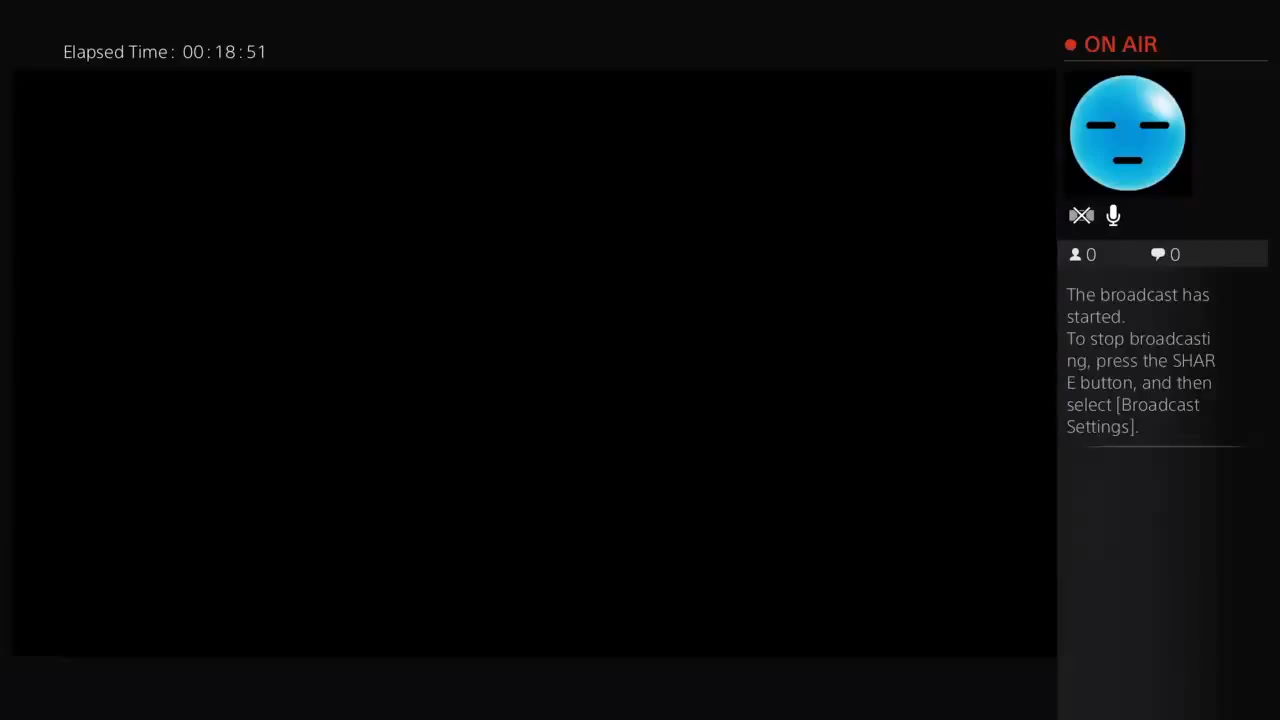 Elapsed Time: 00:18:51
ON AIR
0 0
The broadcast has
started.
To stop broadcasti
ng, press the SHAR
E button, and then
select [Broadcast
Settings].